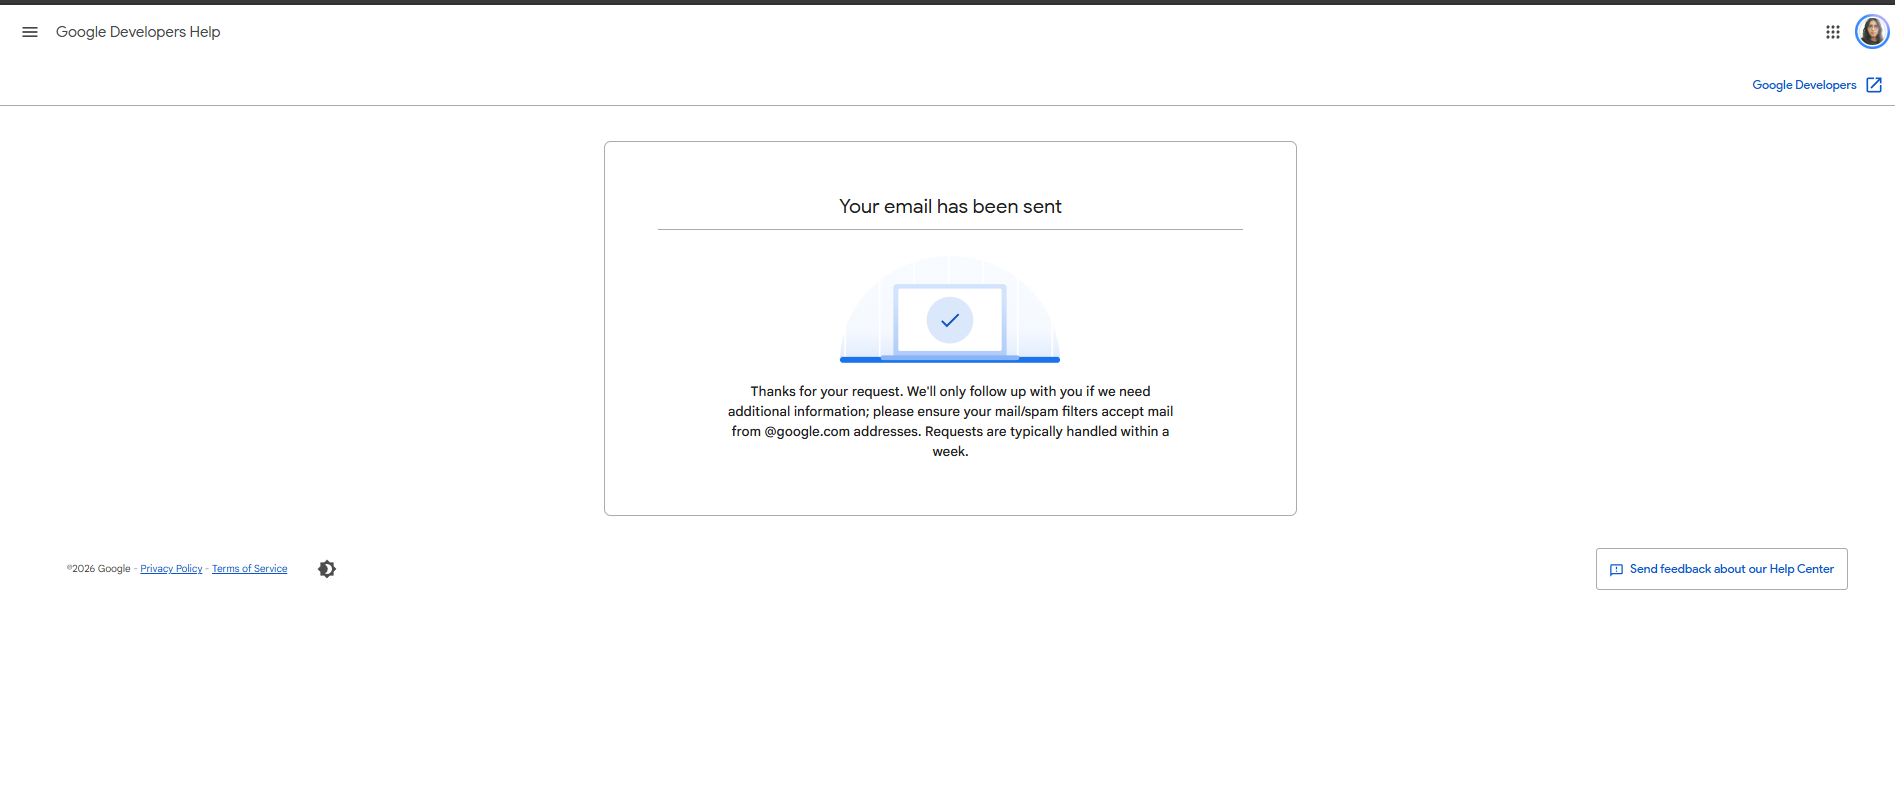 Google Developers Help
Google Developers
Your email has been sent
Thanks for your request. We'll only follow up with you if we need
additional information; please ensure your mail/spam filters accept mail
from @google.com addresses. Requests are typically handled within a
week.
©2026 Google - Privacy Policy - Terms of Service
Send feedback about our Help Center